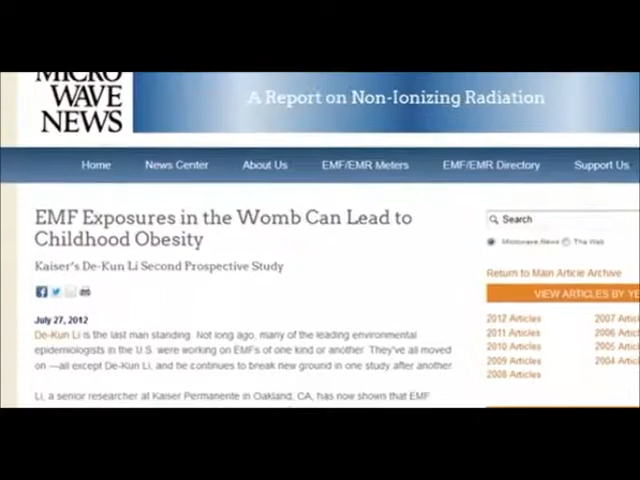 MICRO
WAVE
NEWS
A Report on Non-Ionizing Radiation
Home News Center About Us EMF/EMR Meters EMF/EMR Directory Support Us
EMF Exposures in the Womb Can Lead to
Childhood Obesity
Kaiser's De-Kun Li Second Prospective Study
July 27, 2012
De-Kun Li is the last man standing. Not long ago, many of the leading environmental
epidemiologists in the U.S. were working on EMFs of one kind or another. They've all moved
on —all except De-Kun Li, and he continues to break new ground in one study after another
Li, a senior researcher at Kaiser Permanente in Oakland, CA, has now shown that EMF
Search
Microwave News The Web
Return to Main Article Archive
VIEW ARTICLES BY YE
2012 Articles 2007 Artic
2011 Articles 2006 Artic
2010 Articles 2005 Artic
2009 Articles 2004 Artic
2008 Articles